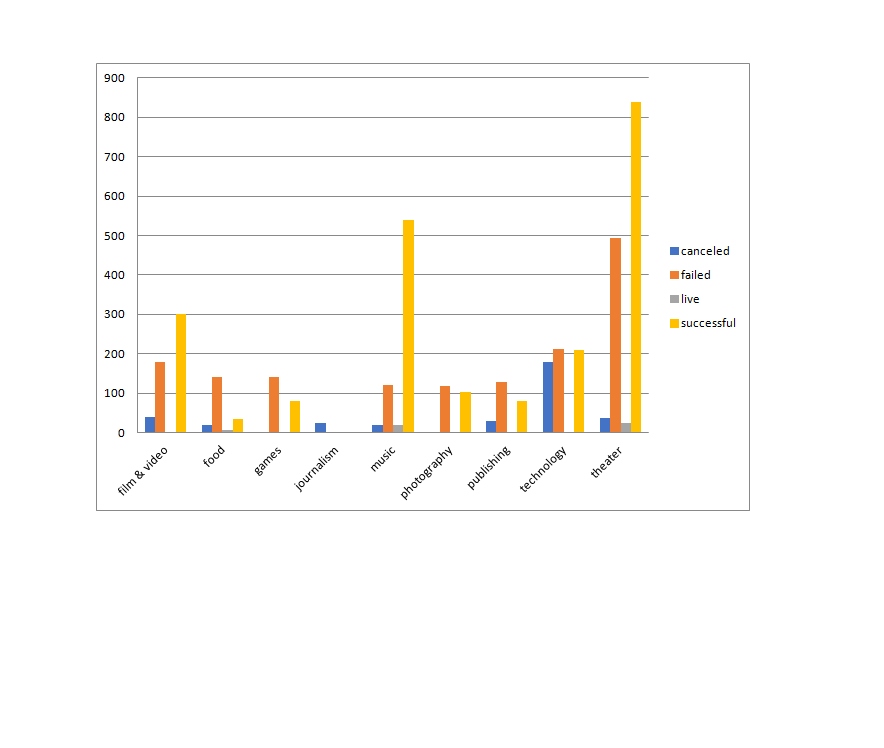 900
800
700
600
500
400
300
200
100
0
film & video
food
games
journalism
music
photography
publishing
technology
theater
canceled
failed
live
successful